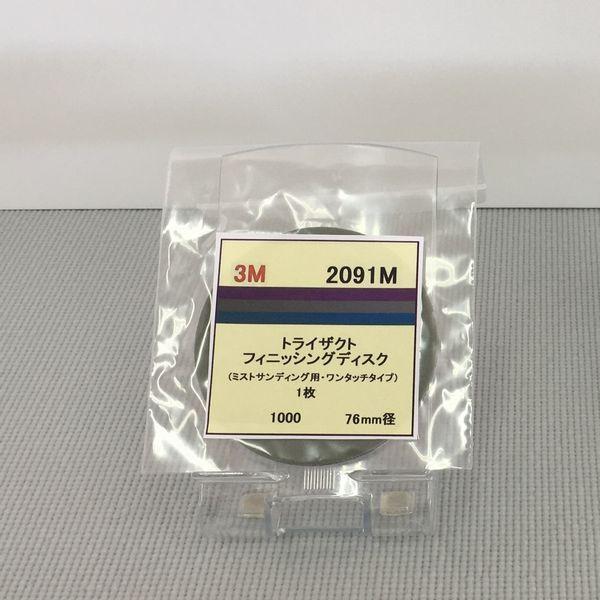 3M 2091M
トライザクト
フィニッシングディスク
(ミストサンディング用・ワンタッチタイプ)
1枚
1000 76mm径